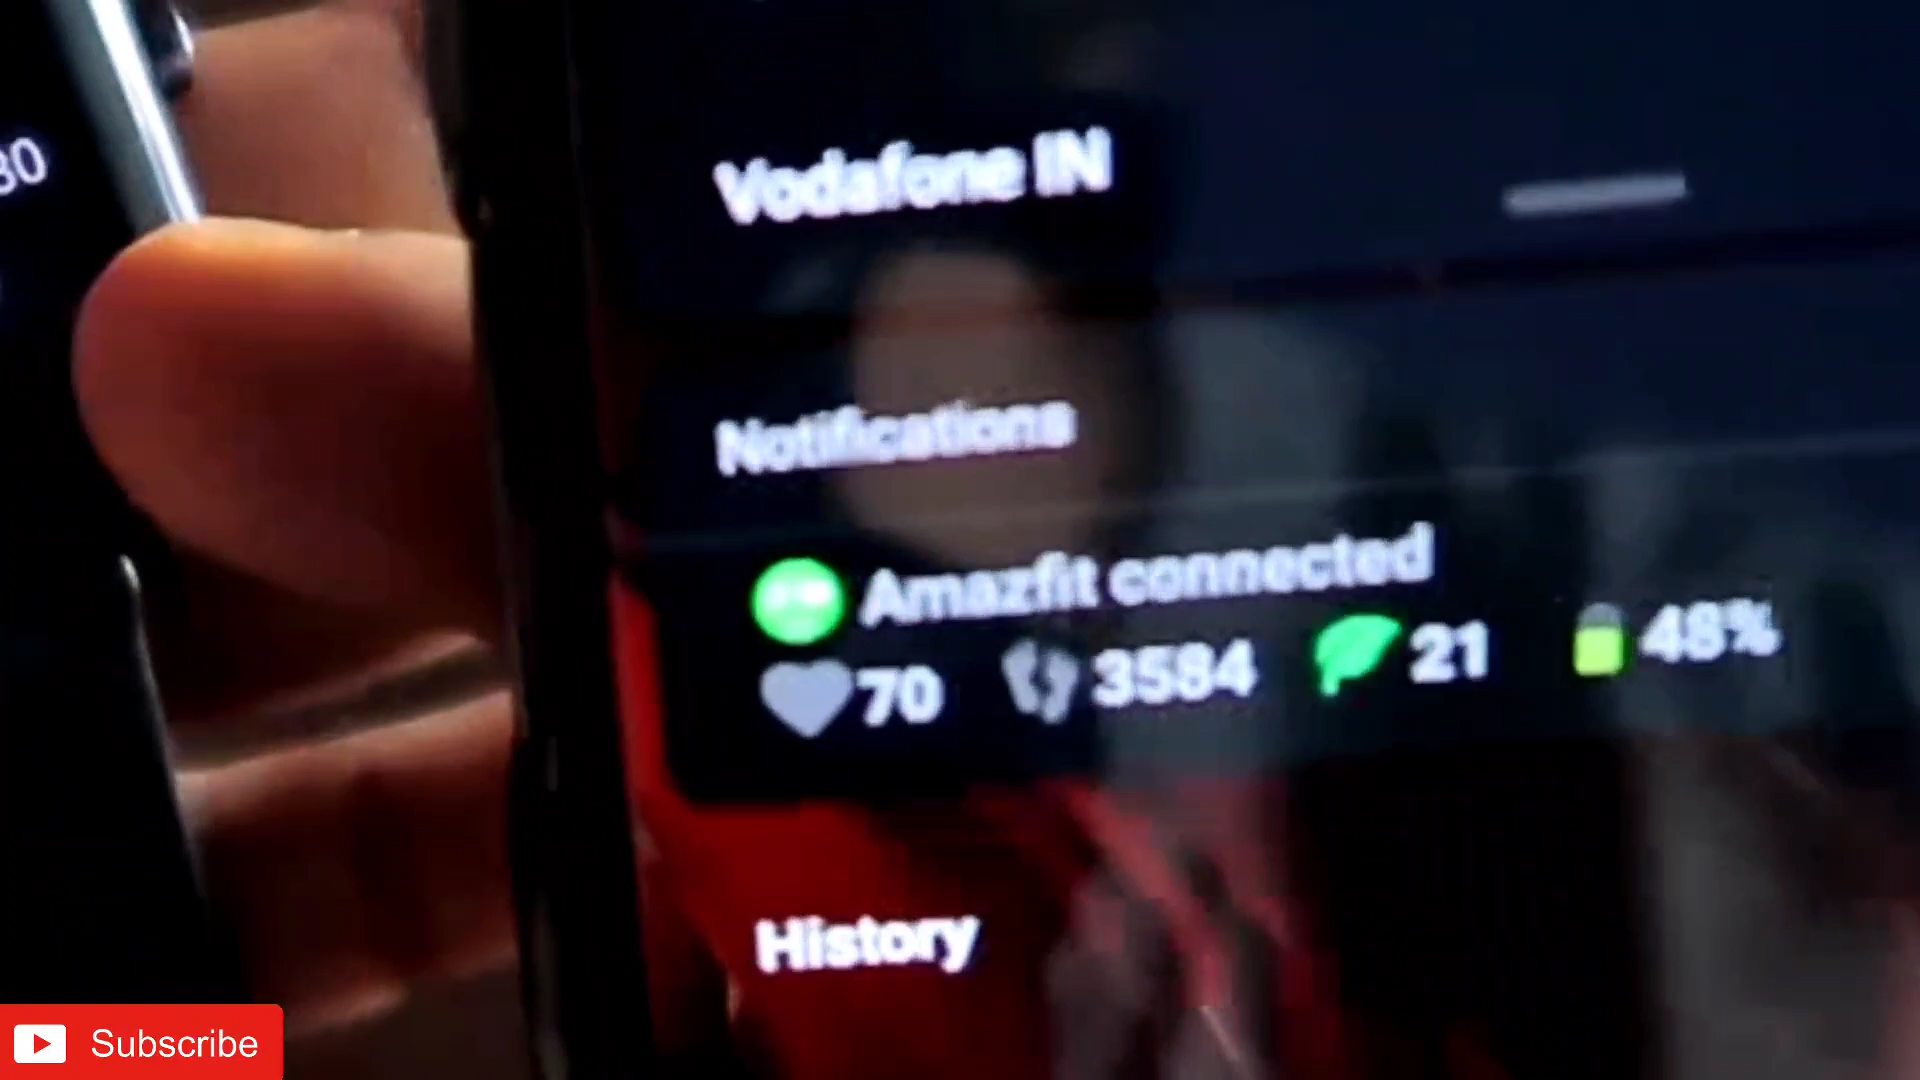 30
Vodafone IN
Notifications
Amazfit connected
70 3584 21 48%
History
Subscribe